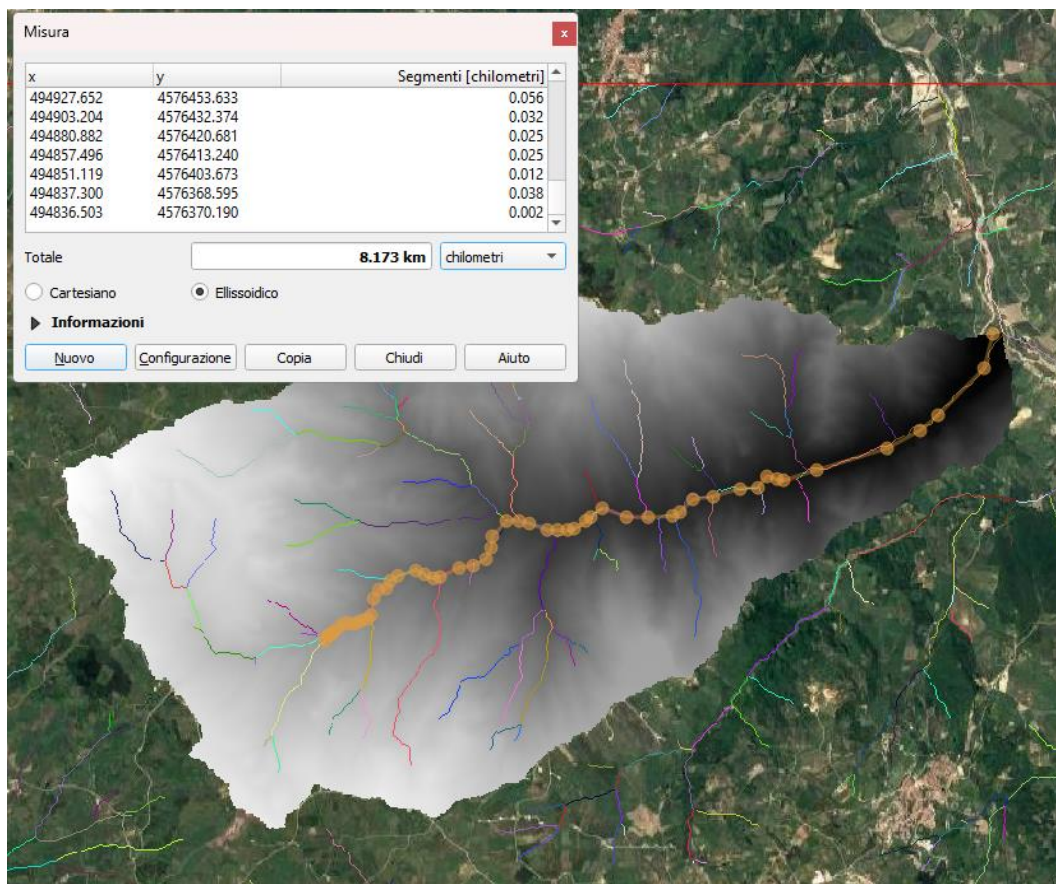 Misura
x
x y Segmenti [chilometri]
494927.652 4576453.633 0.056
494903.204 4576432.374 0.032
494880.882 4576420.681 0.025
494857.496 4576413.240 0.025
494851.119 4576403.673 0.012
494837.300 4576368.595 0.038
494836.503 4576370.190 0.002
Totale 8.173 km chilometri
Cartesiano Ellissoidico
Informazioni
Nuovo Configurazione Copia Chiudi Aiuto